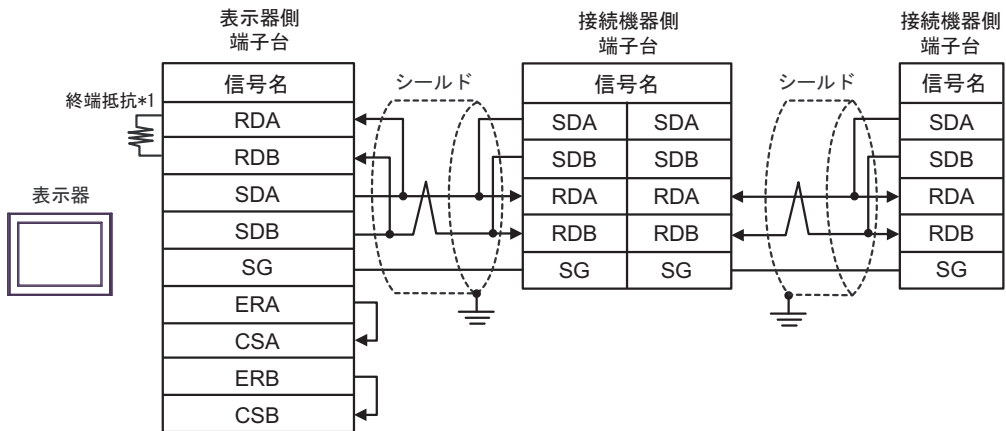 表示器側
端子台
接続機器側
端子台
接続機器側
端子台
信号名
シールド
信号名
シールド
信号名
終端抵抗*1
RDA
SDA
SDA
SDA
RDB
SDB
SDB
SDB
表示器
SDA
RDA
RDA
RDA
SDB
RDB
RDB
RDB
SG
SG
SG
SG
ERA
CSA
ERB
CSB